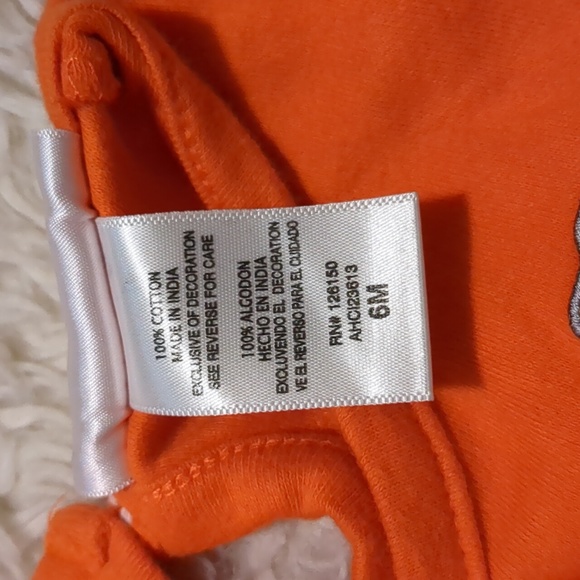 100% COTTON
MADE IN INDIA
EXCLUSIVE OF DECORATION
SEE REVERSE FOR CARE
100% ALGODON
HECHO EN INDIA
EXCLUYENDO EL DECORATION
VE EL REVERSO PARA EL CUIDADO
RN# 126150
AHCI23613
6M